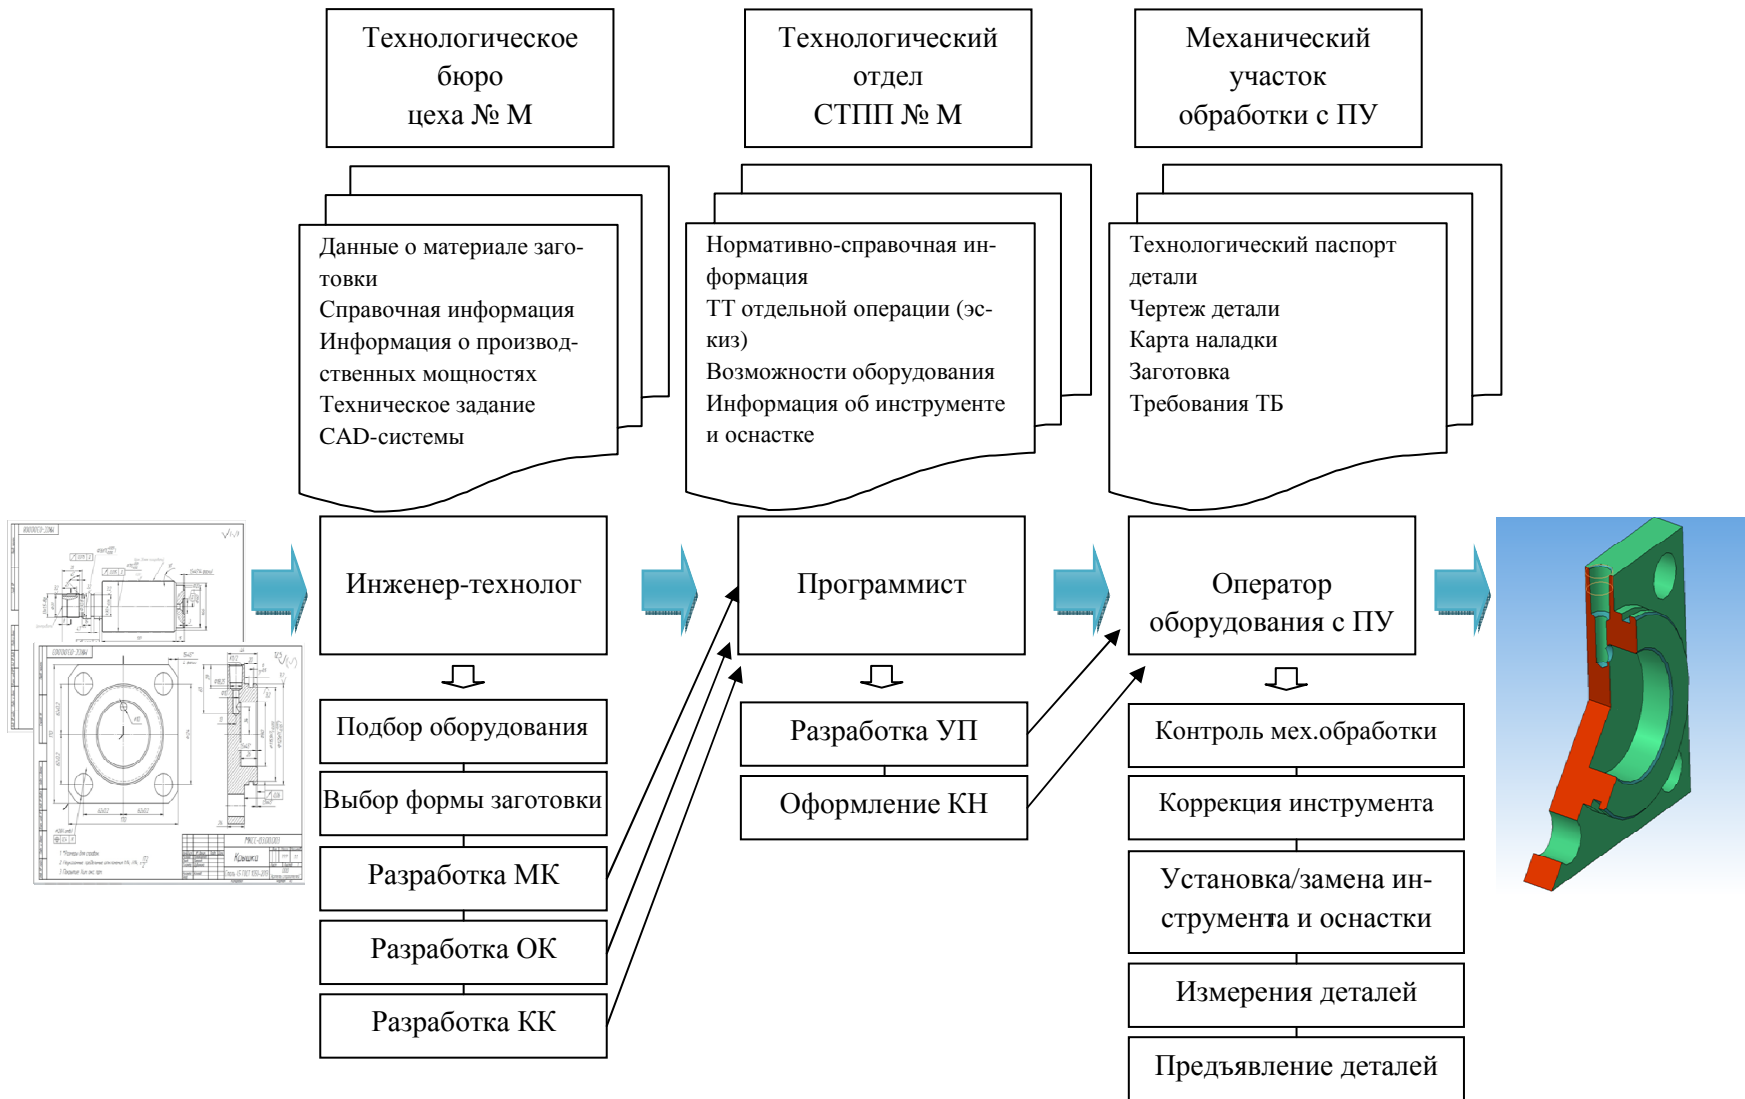 Технологическое
бюро
цеха № М
Технологический
отдел
СТПП № М
Механический
участок
обработки с ПУ
Данные о материале заго-
товки
Справочная информация
Информация о производ-
ственных мощностях
Техническое задание
CAD-системы
Нормативно-справочная ин-
формация
ТТ отдельной операции (эс-
киз)
Возможности оборудования
Информация об инструменте
и оснастке
Технологический паспорт
детали
Чертеж детали
Карта наладки
Заготовка
Требования ТБ
Инженер-технолог
Программист
Оператор
оборудования с ПУ
Подбор оборудования
Выбор формы заготовки
Разработка МК
Разработка ОК
Разработка КК
Разработка УП
Оформление КН
Контроль мех.обработки
Коррекция инструмента
Установка/замена ин-
струмента и оснастки
Измерения деталей
Предъявление деталей
Крышка